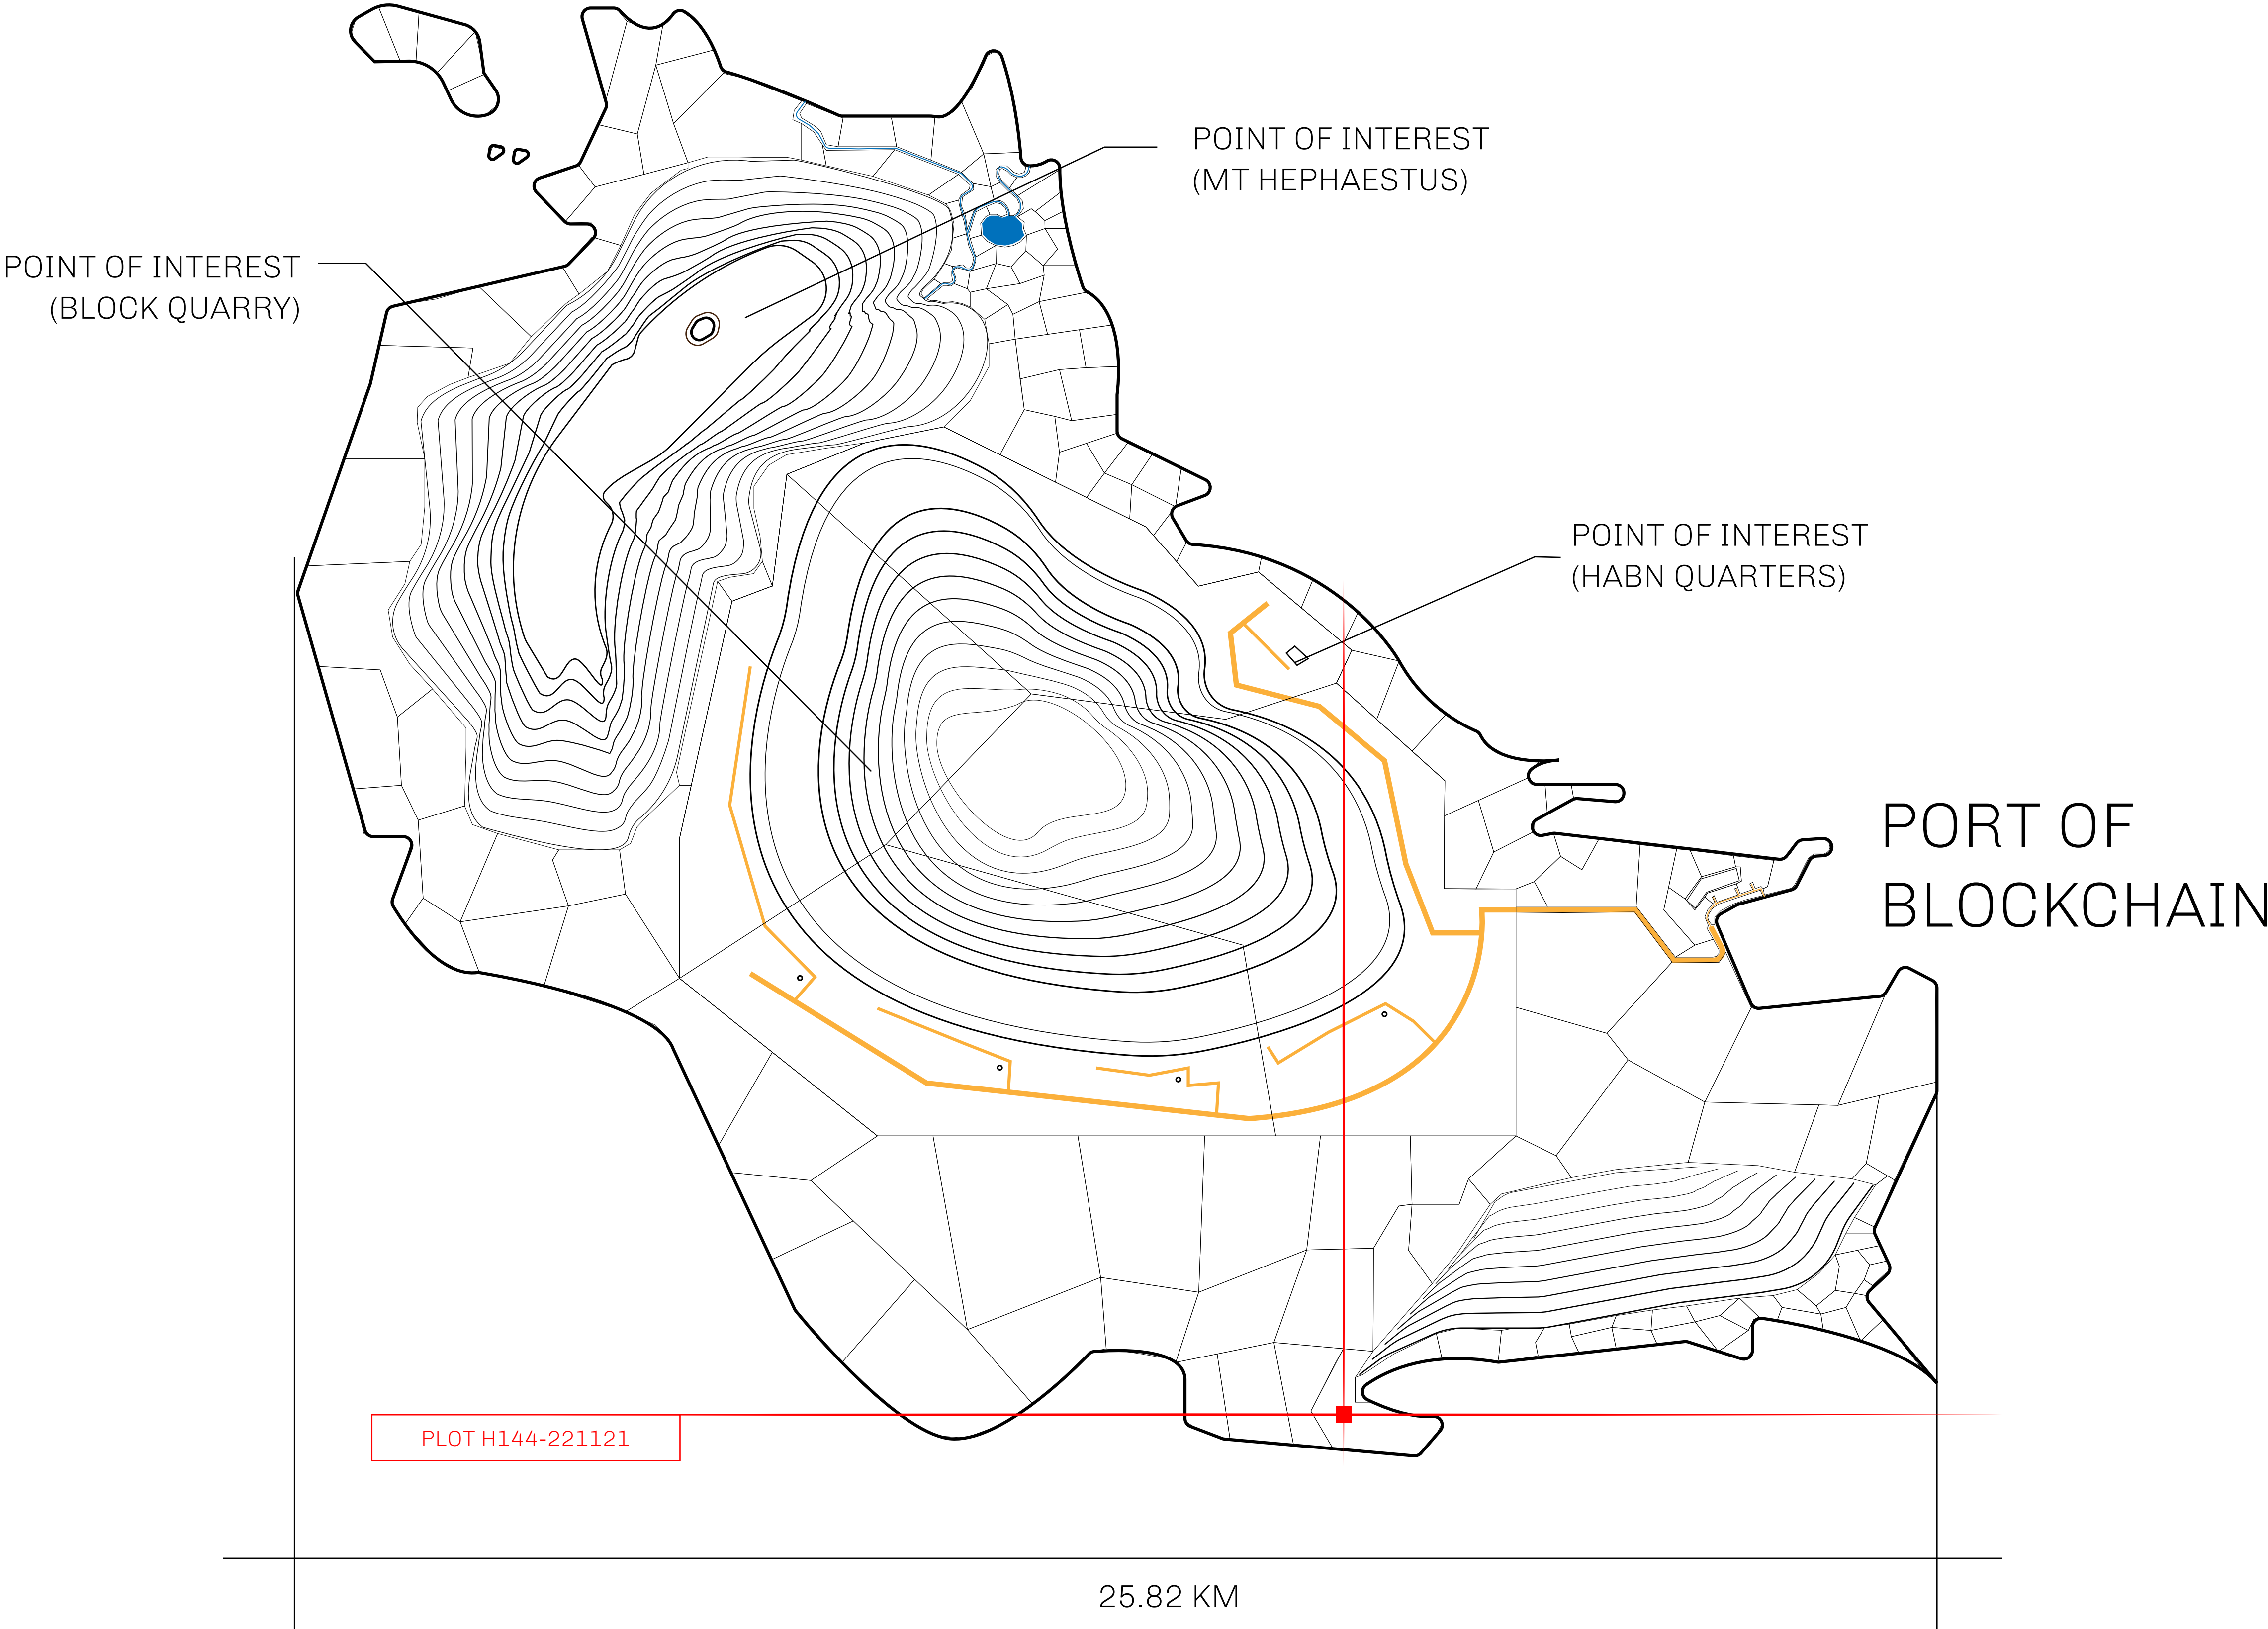 POINT OF INTEREST
(MT HEPHAESTUS)
POINT OF INTEREST
(BLOCK QUARRY)
POINT OF INTEREST
(HABN QUARTERS)
PORT OF
BLOCKCHAIN
PLOT H144-221121
25.82 KM